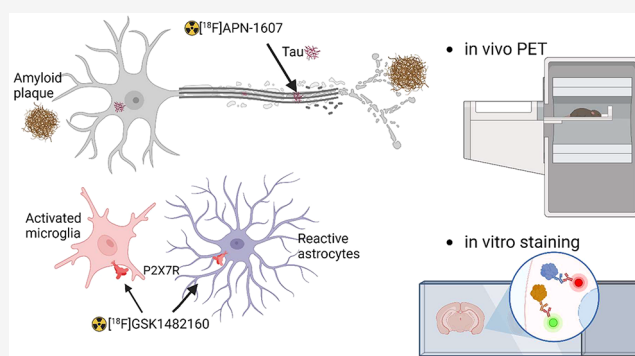 [¹⁸F]APN-1607
Tau
Amyloid
plaque
Activated
microglia
P2X7R
Reactive
astrocytes
[¹⁸F]GSK1482160
• in vivo PET
• in vitro staining